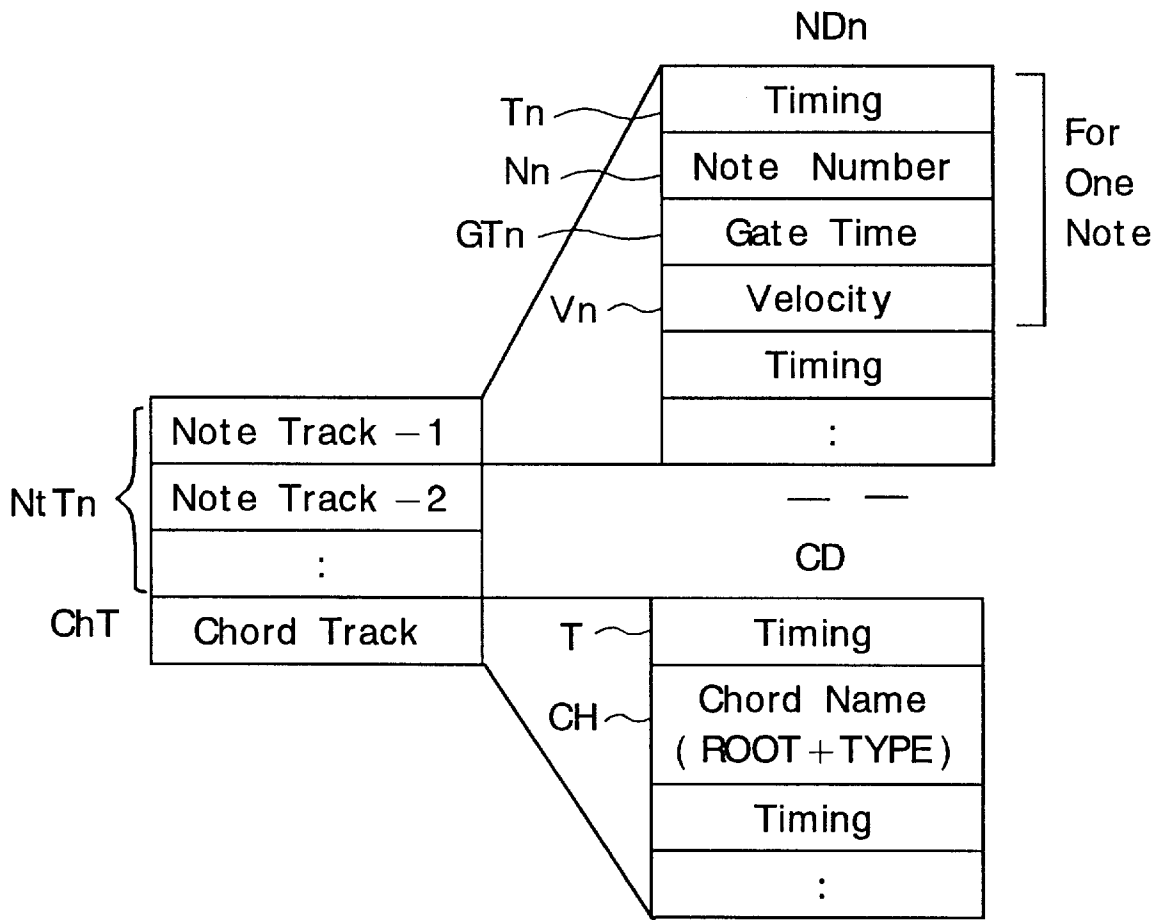 NDn
Tn
Timing
Nn
Note Number
GTn
Gate Time
Vn
Velocity
Timing
:
For
One
Note
NtTn
Note Track −1
Note Track −2
:
ChT
Chord Track
— —
CD
T
Timing
CH
Chord Name
( ROOT + TYPE )
Timing
: